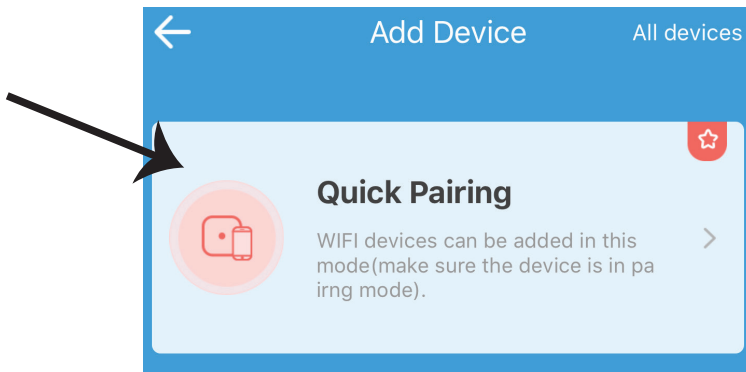 Add Device
All devices
Quick Pairing
WIFI devices can be added in this
mode(make sure the device is in pa
irng mode).